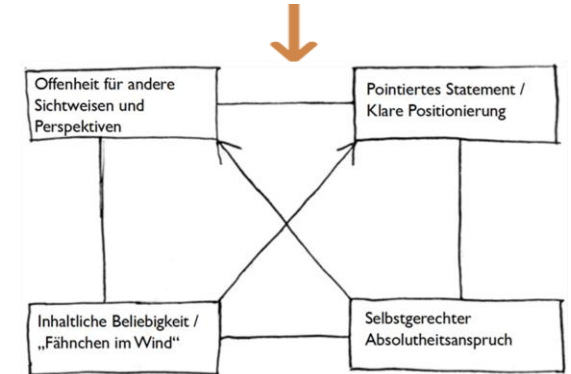 Offenheit für andere
Sichtweisen und
Perspektiven
Pointiertes Statement /
Klare Positionierung
Inhaltliche Beliebigkeit /
„Fähnchen im Wind“
Selbstgerechter
Absolutheitsanspruch